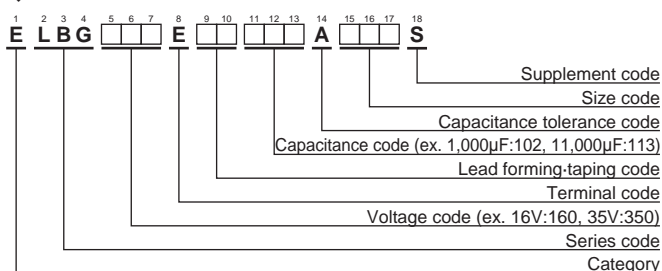 1 2 3 4 5 6 7 8 9 10 11 12 13 14 15 16 17 18
E L B G □□□ E □□ □□□ A □□□ S
Supplement code
Size code
Capacitance tolerance code
Capacitance code (ex. 1,000μF:102, 11,000μF:113)
Lead forming·taping code
Terminal code
Voltage code (ex. 16V:160, 35V:350)
Series code
Category